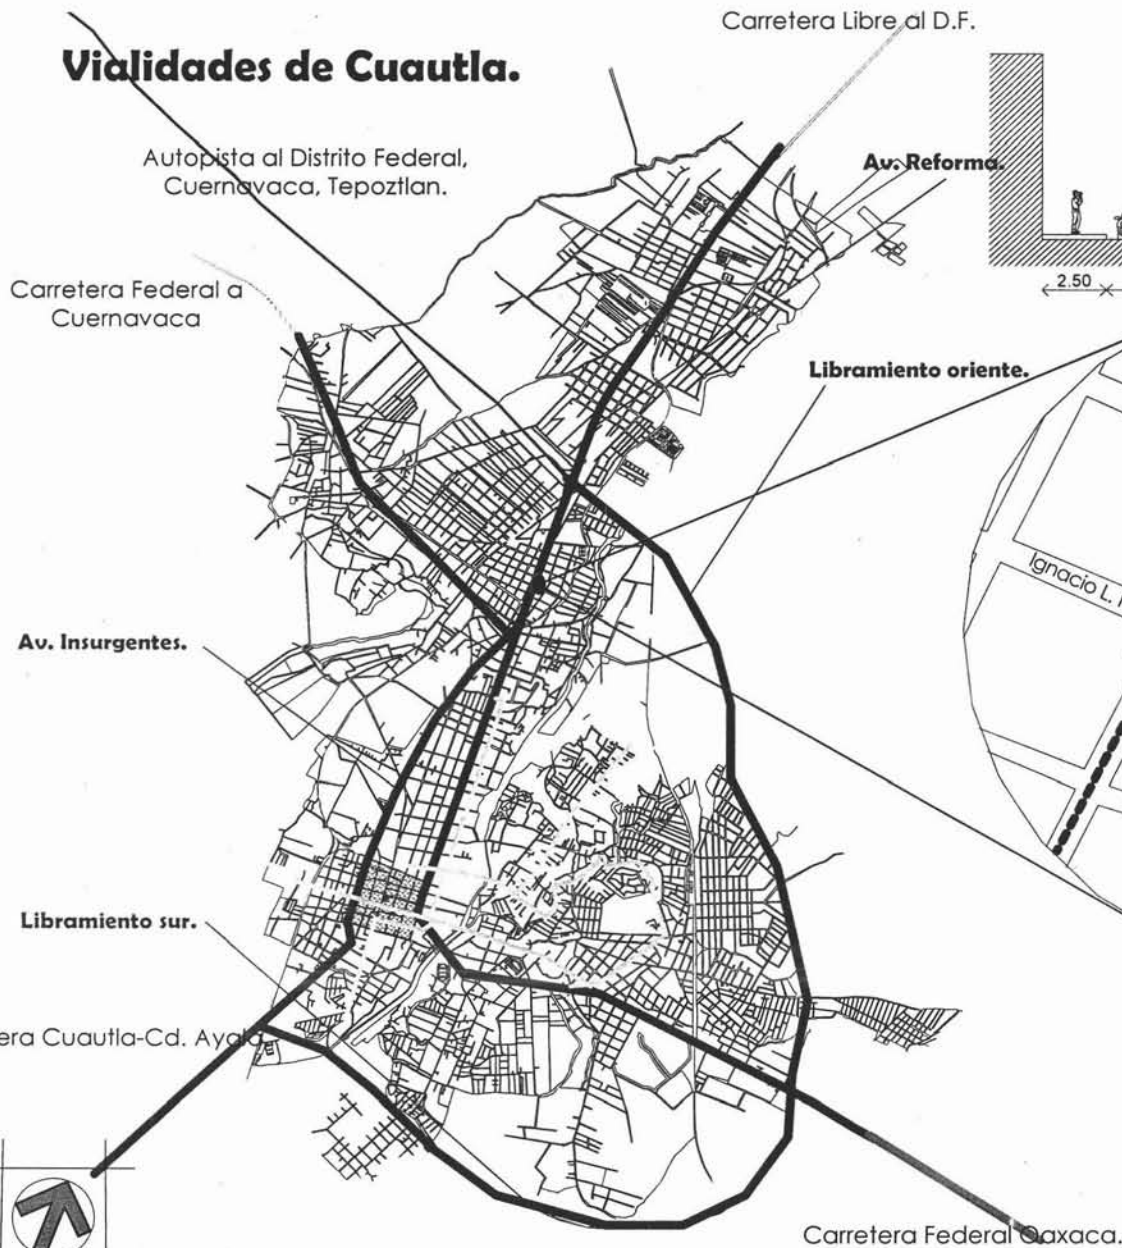 Carretera Libre al D.F.
Vialidades de Cuautla.
Autopista al Distrito Federal,
Cuernavaca, Tepoztlan.
Av. Reforma.
2.50
Carretera Federal a
Cuernavaca
Libramiento oriente.
Ignacio L.
Av. Insurgentes.
Libramiento sur.
era Cuautla-Cd. Ayala
Carretera Federal Oaxaca.